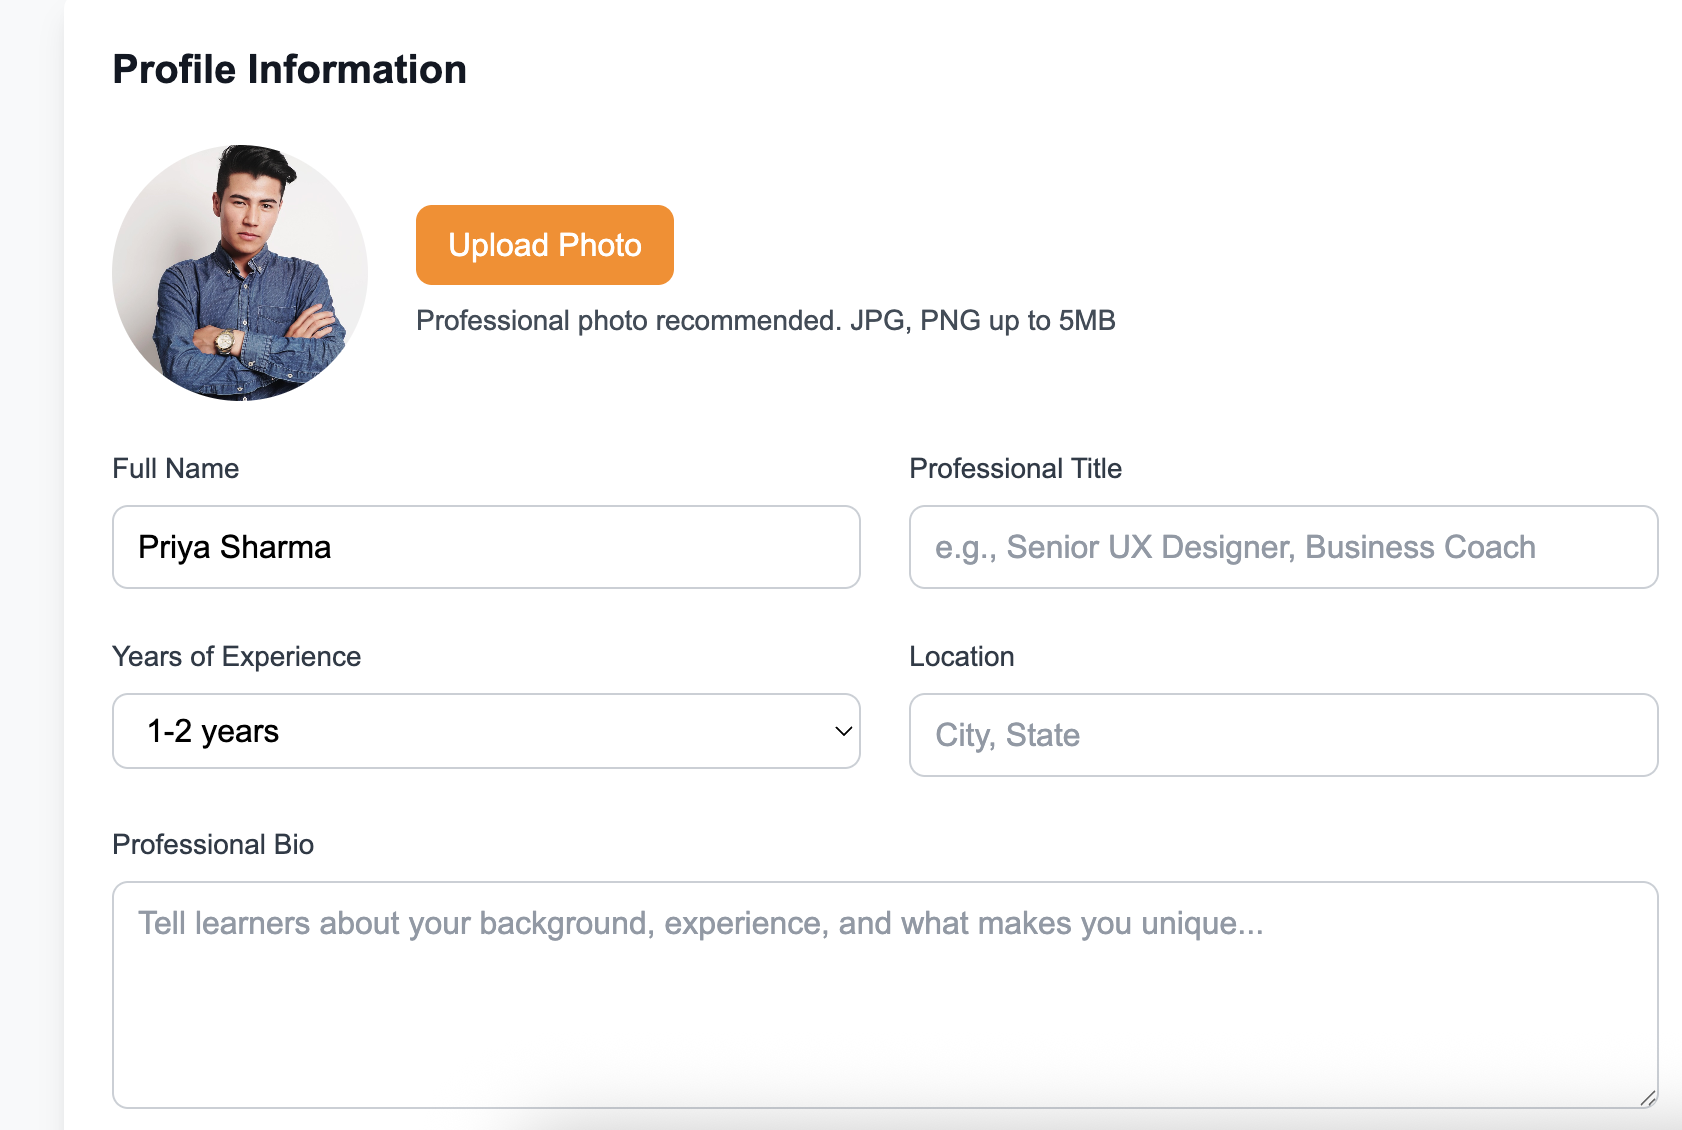 Profile Information
Upload Photo
Professional photo recommended. JPG, PNG up to 5MB
Full Name
Professional Title
Priya Sharma
e.g., Senior UX Designer, Business Coach
Years of Experience
Location
1-2 years
City, State
Professional Bio
Tell learners about your background, experience, and what makes you unique...